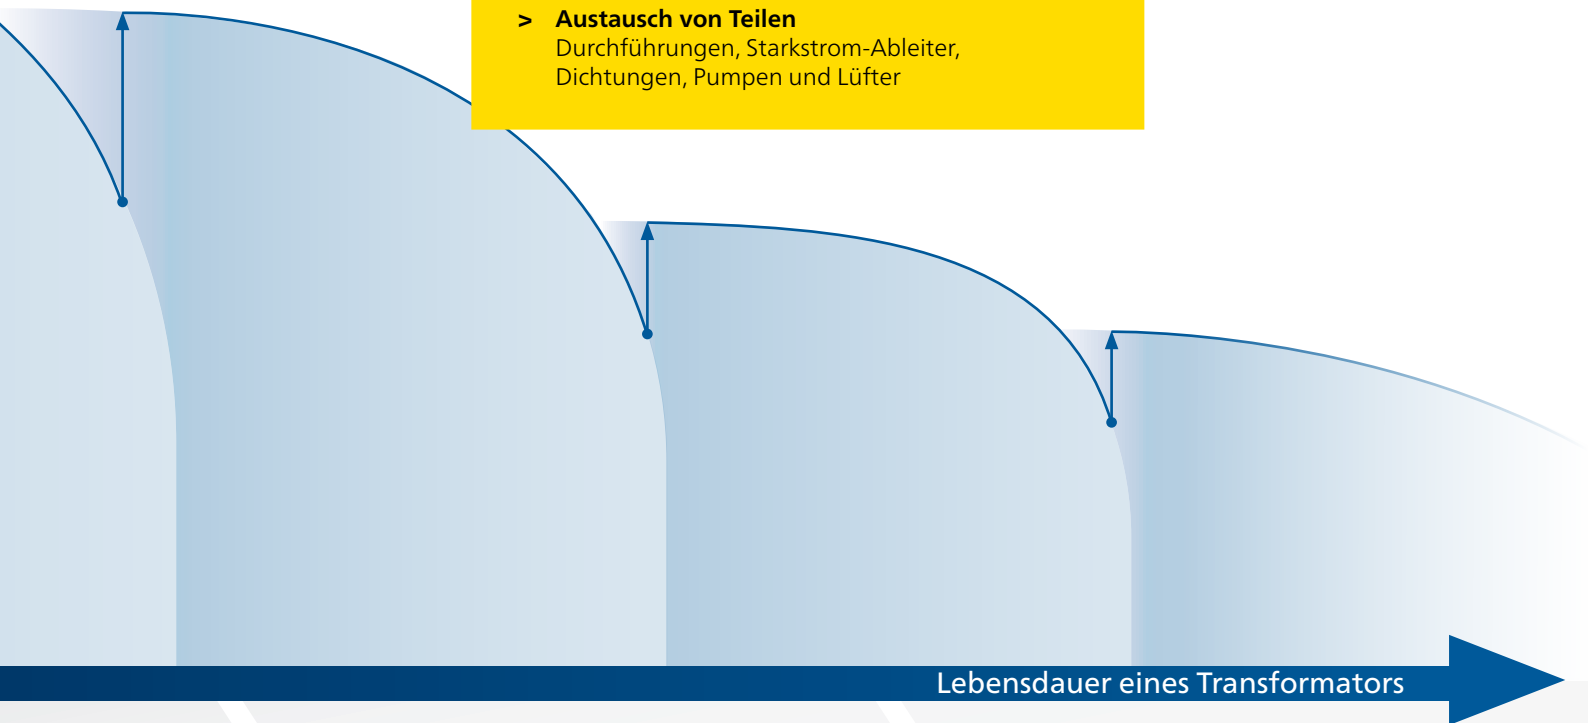 > Austausch von Teilen
Durchführungen, Starkstrom-Ableiter,
Dichtungen, Pumpen und Lüfter
Lebensdauer eines Transformators